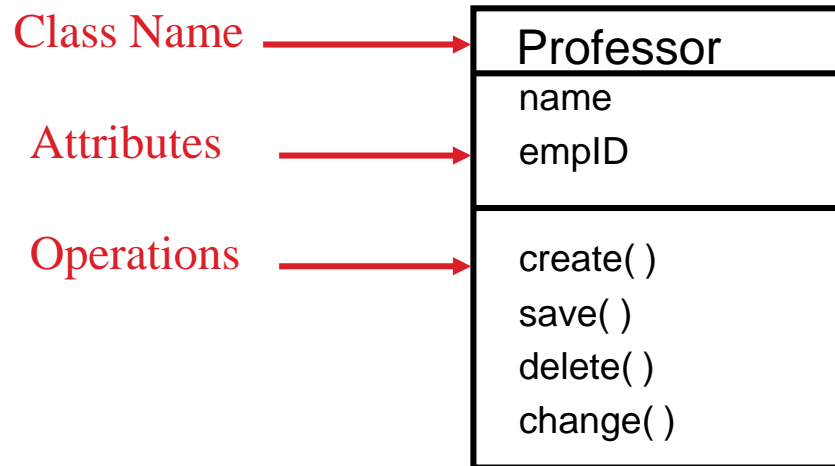 Class Name
Professor
name
Attributes
empID
Operations
create( )
save( )
delete( )
change( )